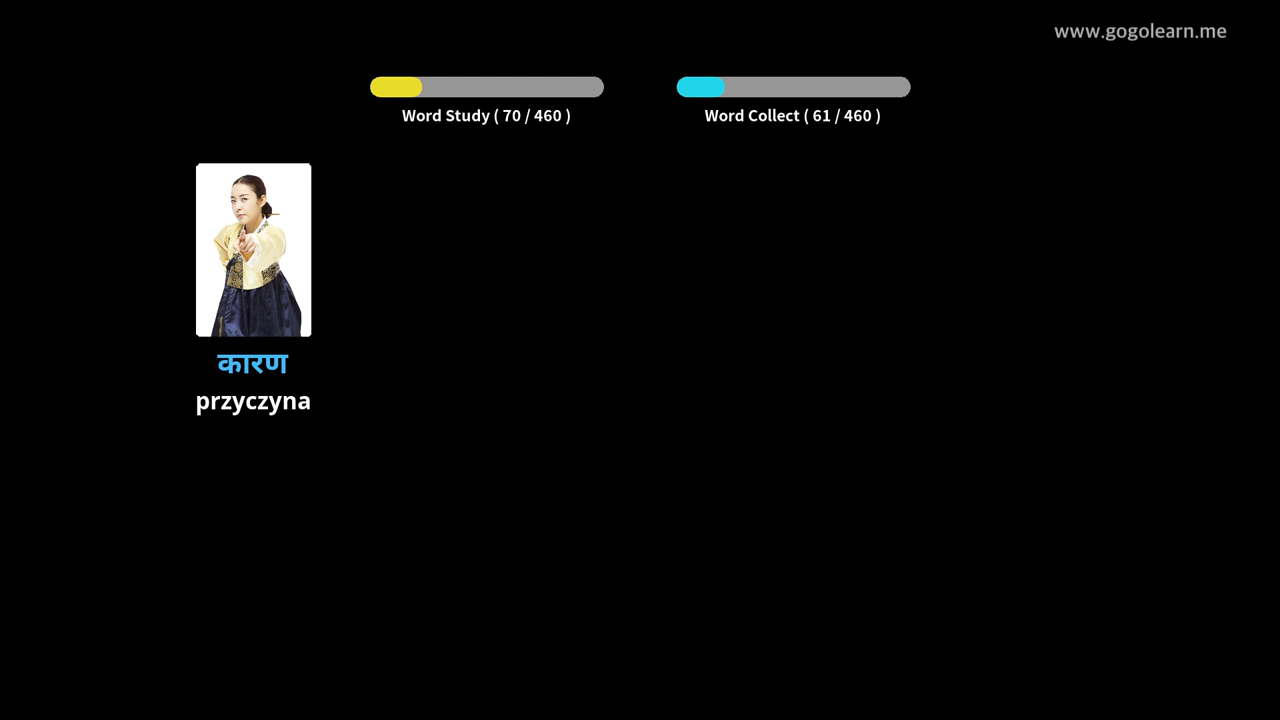 www.gogolearn.me
Word Study ( 70 / 460 )
Word Collect ( 61 / 460 )
कारण
przyczyna